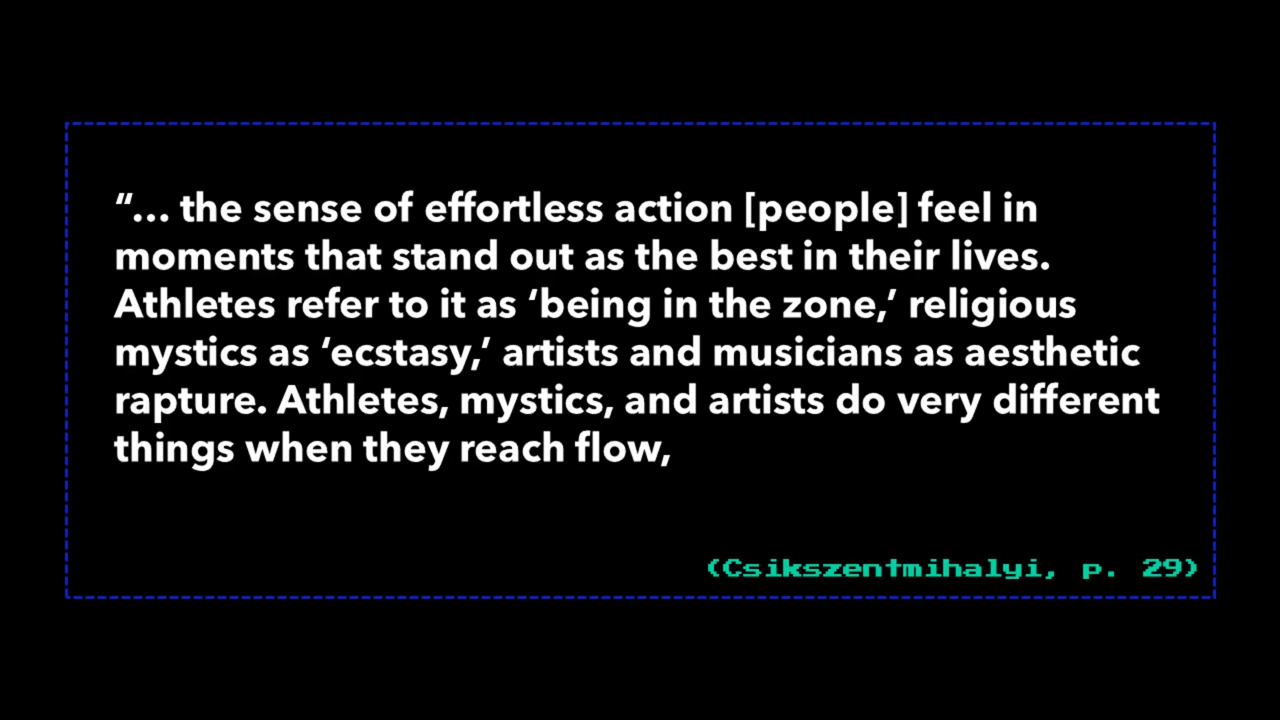 “… the sense of effortless action [people] feel in
moments that stand out as the best in their lives.
Athletes refer to it as ‘being in the zone,’ religious
mystics as ‘ecstasy,’ artists and musicians as aesthetic
rapture. Athletes, mystics, and artists do very different
things when they reach flow,
(Csikszentmihalyi, p. 29)